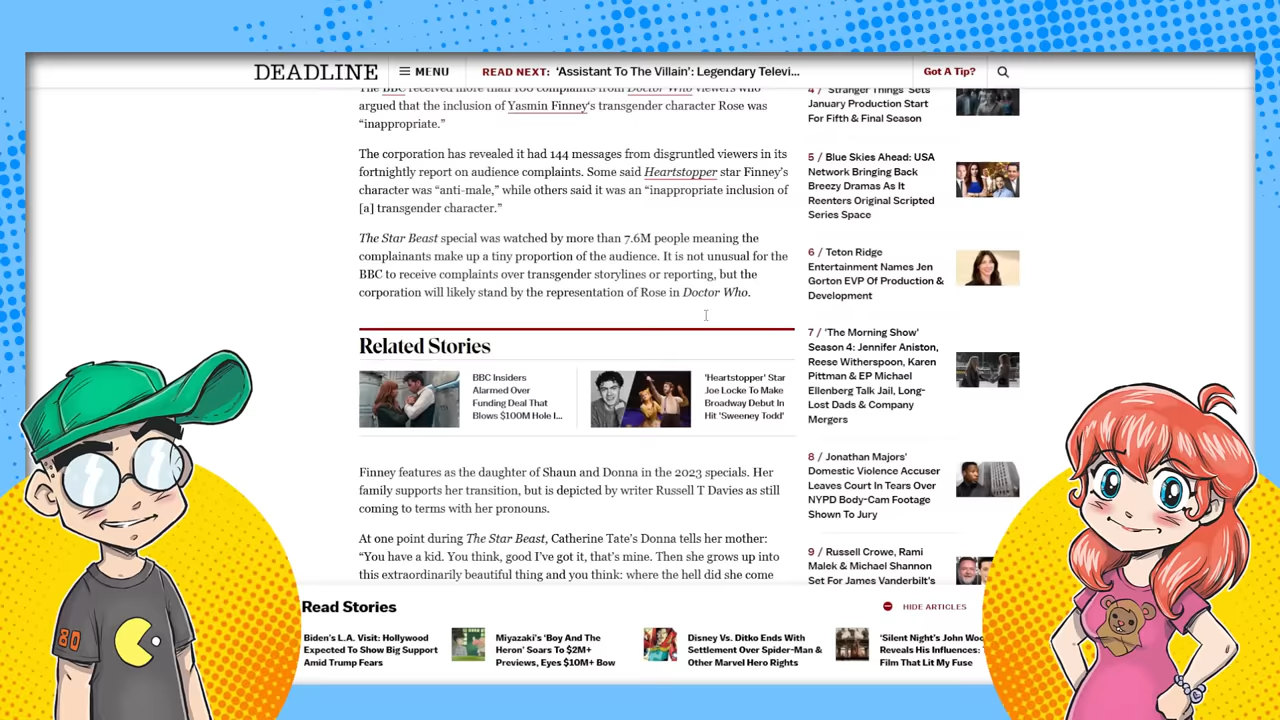 DEADLINE
MENU
READ NEXT: 'Assistant To The Villain': Legendary Televi...
Got A Tip?
The BBC received more than 100 complaints from Doctor Who viewers who
argued that the inclusion of Yasmin Finney's transgender character Rose was
“inappropriate.”
The corporation has revealed it had 144 messages from disgruntled viewers in its
fortnightly report on audience complaints. Some said Heartstopper star Finney's
character was “anti-male,” while others said it was an “inappropriate inclusion of
[a] transgender character.”
The Star Beast special was watched by more than 7.6M people meaning the
complainants make up a tiny proportion of the audience. It is not unusual for the
BBC to receive complaints over transgender storylines or reporting, but the
corporation will likely stand by the representation of Rose in Doctor Who.
Related Stories
BBC Insiders
Alarmed Over
Funding Deal That
Blows $100M Hole I...
'Heartstopper' Star
Joe Locke To Make
Broadway Debut In
Hit 'Sweeney Todd'
Finney features as the daughter of Shaun and Donna in the 2023 specials. Her
family supports her transition, but is depicted by writer Russell T Davies as still
coming to terms with her pronouns.
At one point during The Star Beast, Catherine Tate's Donna tells her mother:
“You have a kid. You think, good I've got it, that's mine. Then she grows up into
this extraordinarily beautiful thing and you think: where the hell did she come
4 / 'Stranger Things' Sets
January Production Start
For Fifth & Final Season
5 / Blue Skies Ahead: USA
Network Bringing Back
Breezy Dramas As It
Reenters Original Scripted
Series Space
6 / Teton Ridge
Entertainment Names Jen
Gorton EVP Of Production &
Development
7 / 'The Morning Show'
Season 4: Jennifer Aniston,
Reese Witherspoon, Karen
Pittman & EP Michael
Ellenberg Talk Jail, Long-
Lost Dads & Company
Mergers
8 / Jonathan Majors'
Domestic Violence Accuser
Leaves Court In Tears Over
NYPD Body-Cam Footage
Shown To Jury
9 / Russell Crowe, Rami
Malek & Michael Shannon
Set For James Vanderbilt's
Read Stories
HIDE ARTICLES
Biden's L.A. Visit: Hollywood
Expected To Show Big Support
Amid Trump Fears
Miyazaki's 'Boy And The
Heron' Soars To $2M+
Previews, Eyes $10M+ Bow
Disney Vs. Ditko Ends With
Settlement Over Spider-Man &
Other Marvel Hero Rights
'Silent Night's John Woo
Reveals His Influences:
Film That Lit My Fuse
80